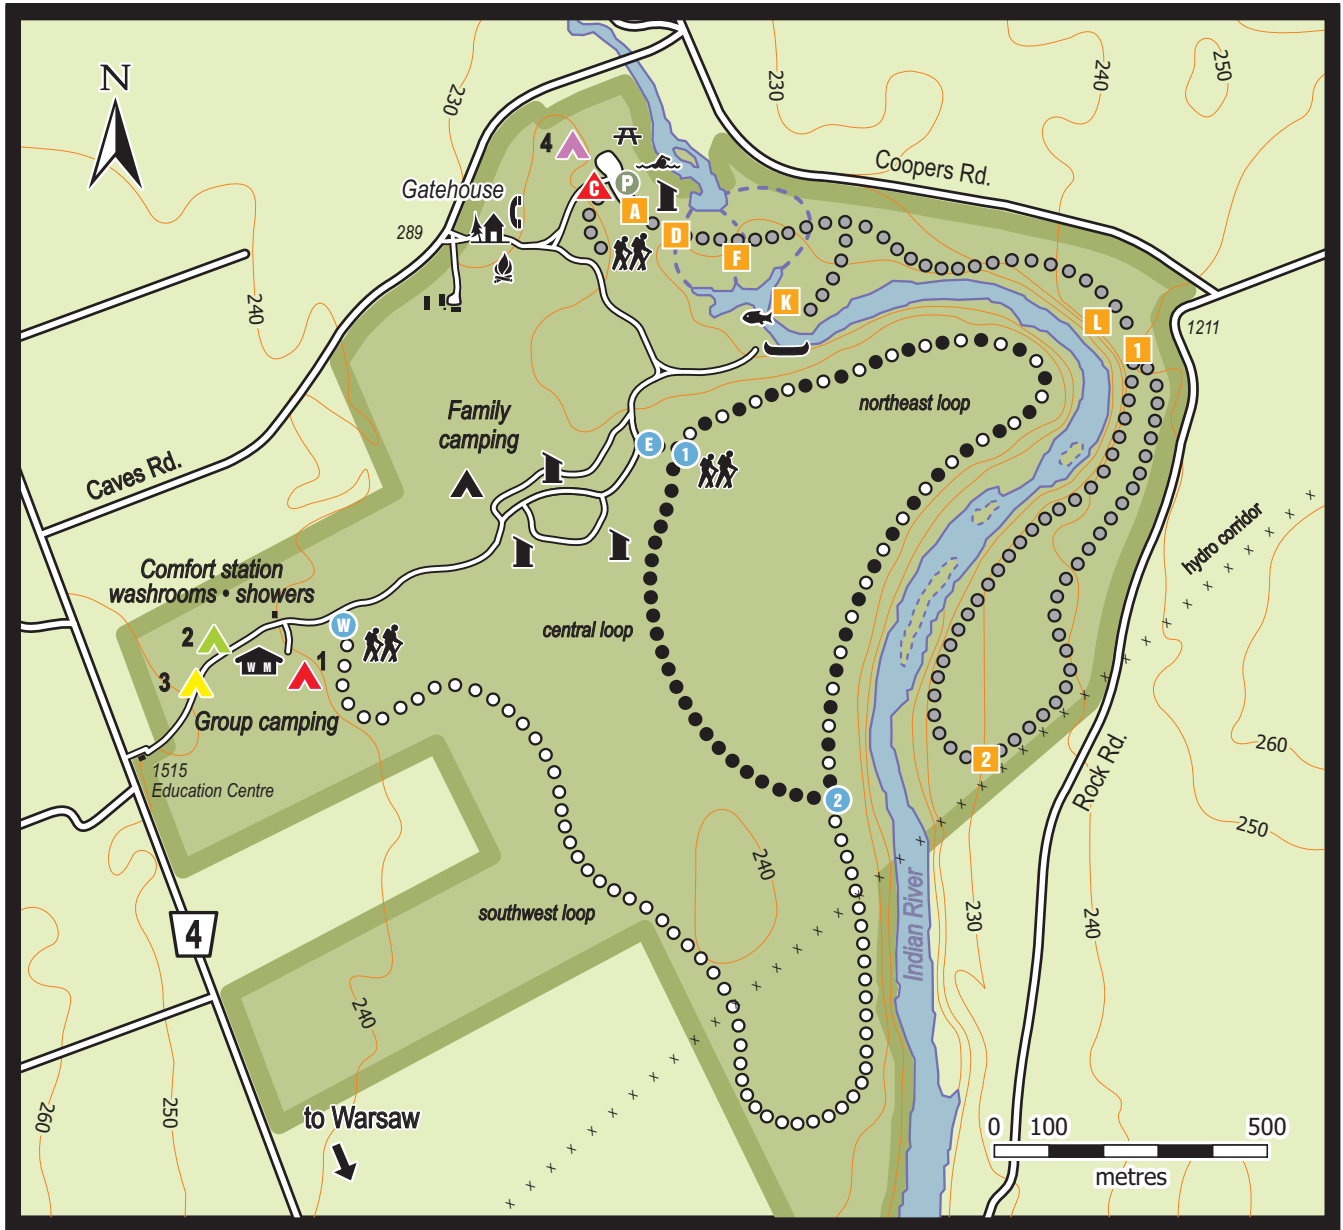 N
230
230
240
250
4
C
P
A
Coopers Rd.
Gatehouse
289
D
F
K
L
1
1211
240
northeast loop
Family
camping
E
1
Caves Rd.
hydro corridor
Comfort station
washrooms • showers
central loop
2
W
W M
1
3
Group camping
1515
Education Centre
2
Rock Rd.
260
2
250
240
southwest loop
4
Indian River
230
240
240
260
250
to Warsaw
0 100 500
metres